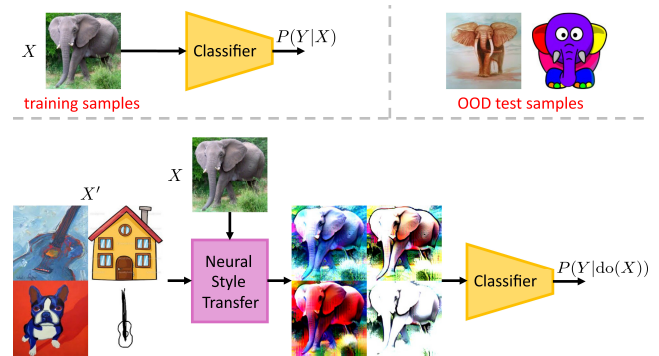 X
Classifier
P(Y|X)
training samples
OOD test samples
X
X′
Neural
Style
Transfer
Classifier
P(Y|do(X))